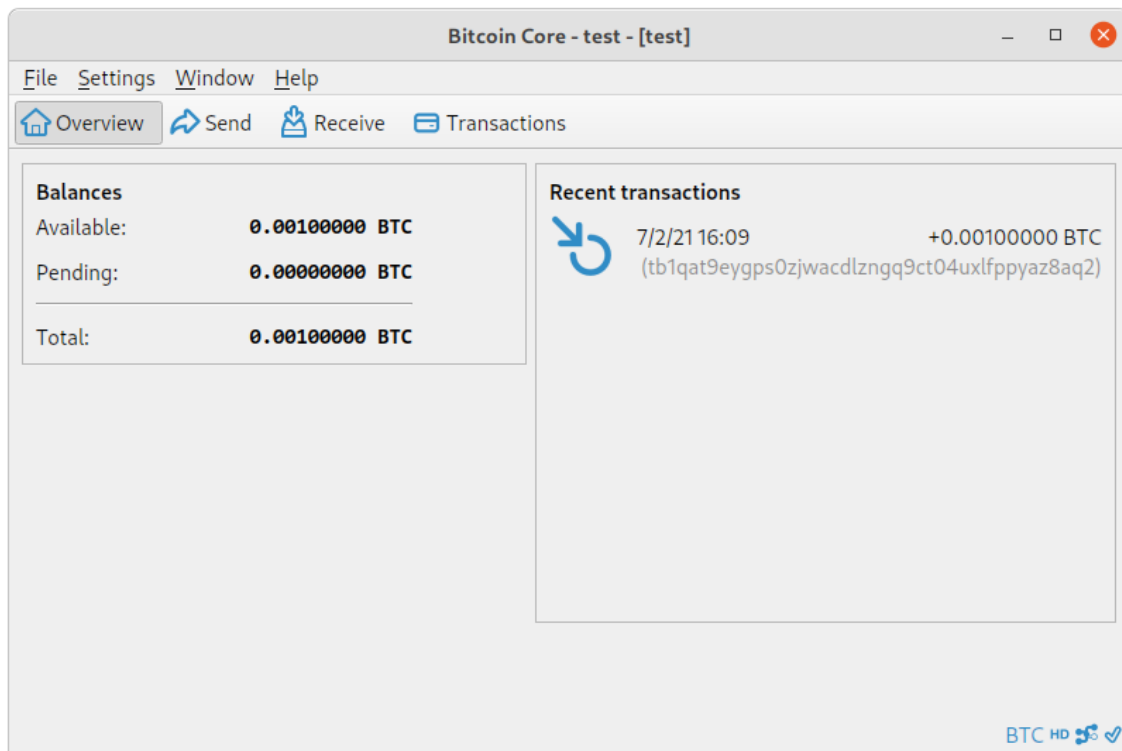 Bitcoin Core - test - [test]
File Settings Window Help
Overview Send Receive Transactions
Balances
Available: 0.00100000 BTC
Pending: 0.00000000 BTC
Total: 0.00100000 BTC
Recent transactions
7/2/21 16:09 +0.00100000 BTC
(tb1qat9eygps0zjwacdlzngq9ct04uxlfppyaz8aq2)
BTC HD